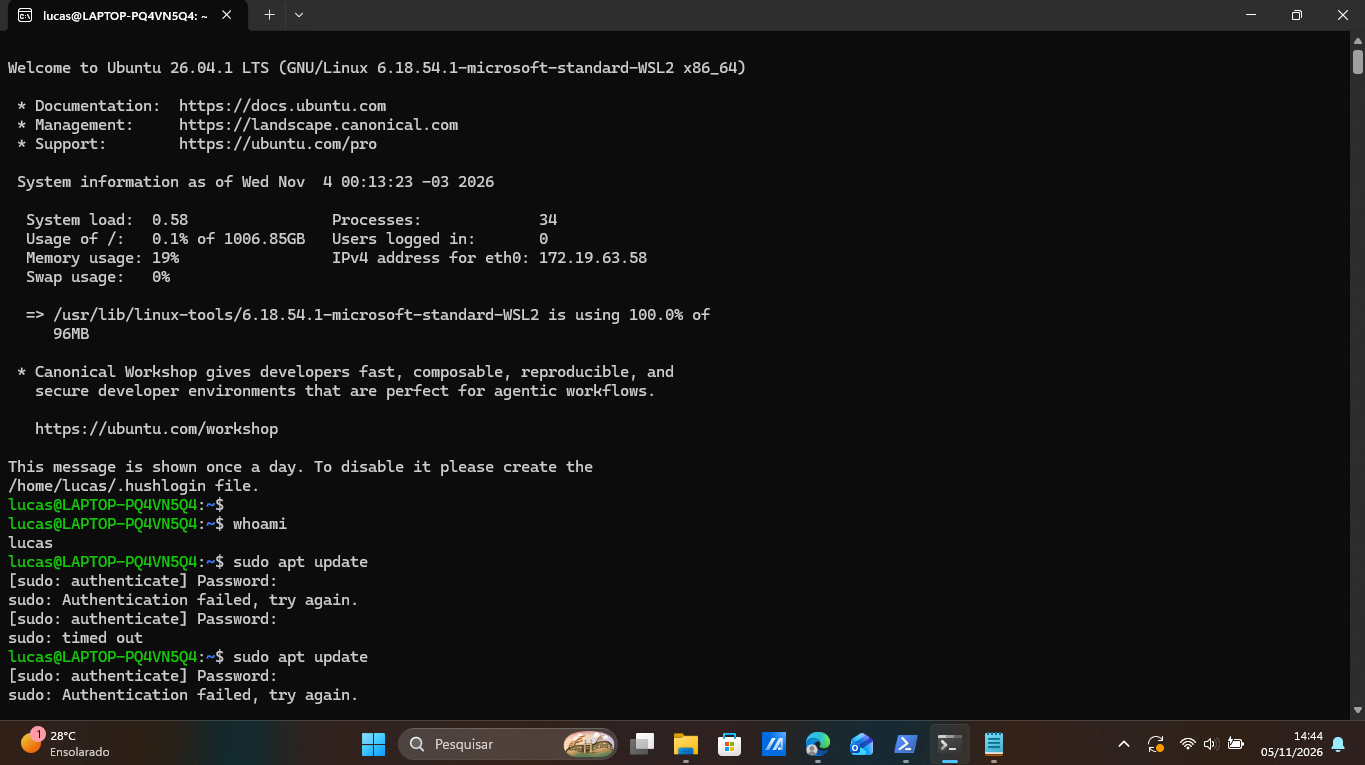 lucas@LAPTOP-PQ4VN5Q4: ~
Welcome to Ubuntu 26.04.1 LTS (GNU/Linux 6.18.54.1-microsoft-standard-WSL2 x86_64)
* Documentation:  https://docs.ubuntu.com
* Management:     https://landscape.canonical.com
* Support:        https://ubuntu.com/pro
System information as of Wed Nov  4 00:13:23 -03 2026
System load:  0.58                Processes:             34
Usage of /:   0.1% of 1006.85GB   Users logged in:       0
Memory usage: 19%                 IPv4 address for eth0: 172.19.63.58
Swap usage:   0%
=> /usr/lib/linux-tools/6.18.54.1-microsoft-standard-WSL2 is using 100.0% of
96MB
* Canonical Workshop gives developers fast, composable, reproducible, and
secure developer environments that are perfect for agentic workflows.
https://ubuntu.com/workshop
This message is shown once a day. To disable it please create the
/home/lucas/.hushlogin file.
lucas@LAPTOP-PQ4VN5Q4:~$
lucas@LAPTOP-PQ4VN5Q4:~$ whoami
lucas
lucas@LAPTOP-PQ4VN5Q4:~$ sudo apt update
[sudo: authenticate] Password:
sudo: Authentication failed, try again.
[sudo: authenticate] Password:
sudo: timed out
lucas@LAPTOP-PQ4VN5Q4:~$ sudo apt update
[sudo: authenticate] Password:
sudo: Authentication failed, try again.
1
28°C
Ensolarado
Pesquisar
14:44
05/11/2026